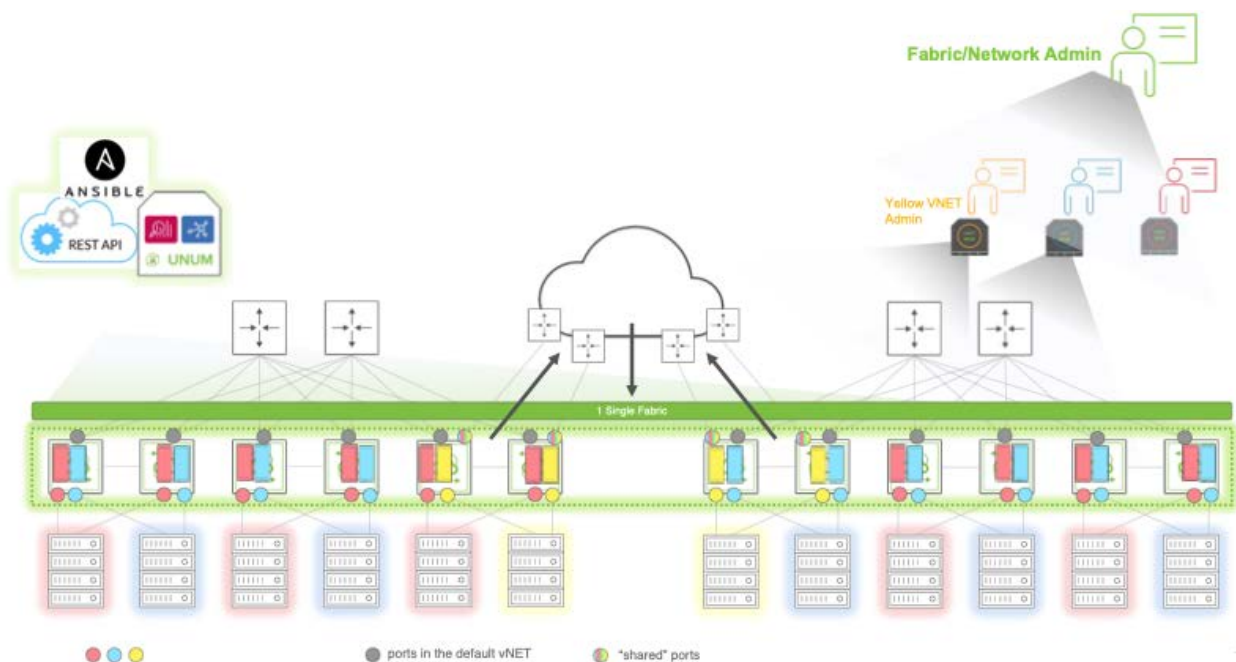 Fabric/Network Admin
ANSIBLE
REST API
UNUM
Yellow VNET
Admin
1 Single Fabric
ports in the default vNET
"shared" ports